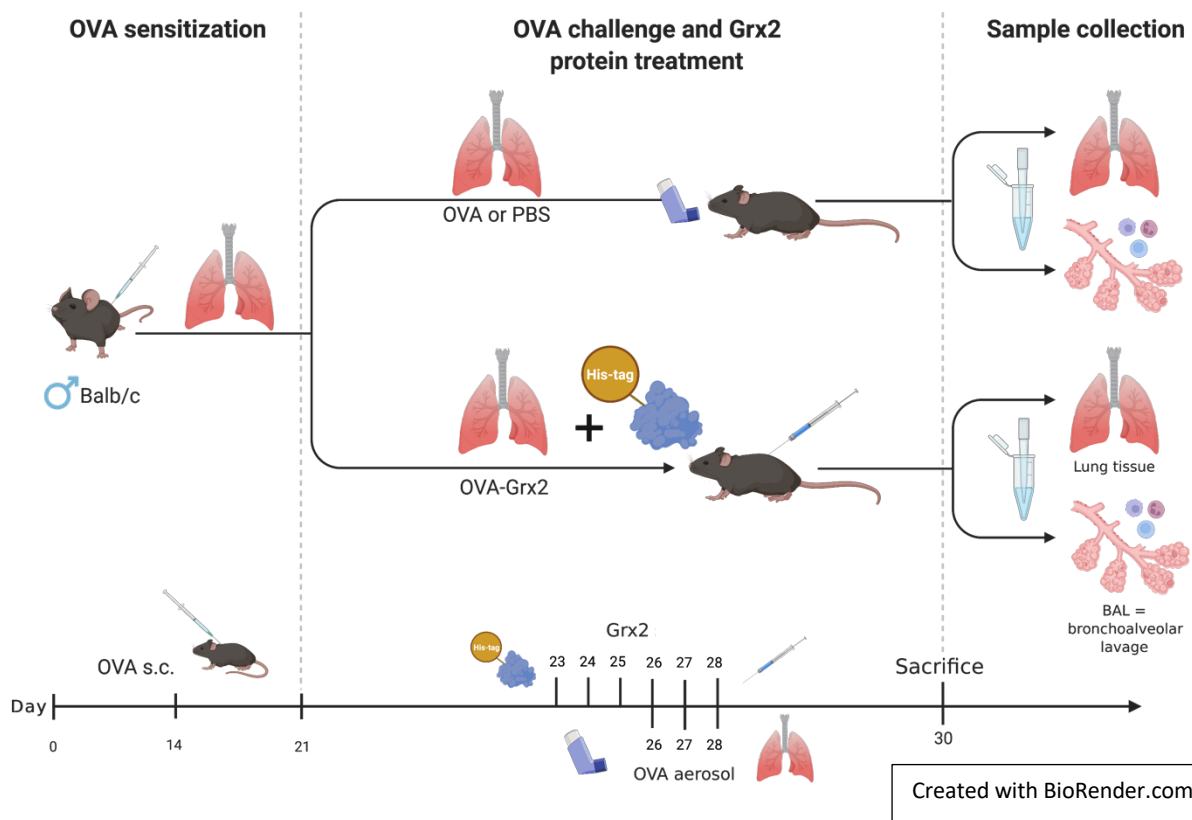 OVA sensitization
OVA challenge and Grx2
protein treatment
Sample collection
OVA or PBS
Balb/c
His-tag
OVA-Grx2
Lung tissue
BAL =
bronchoalveolar
lavage
OVA s.c.
His-tag
Grx2
23 24 25 26 27 28
Sacrifice
Day
0 14 21
26 27 28
30
OVA aerosol
Created with BioRender.com